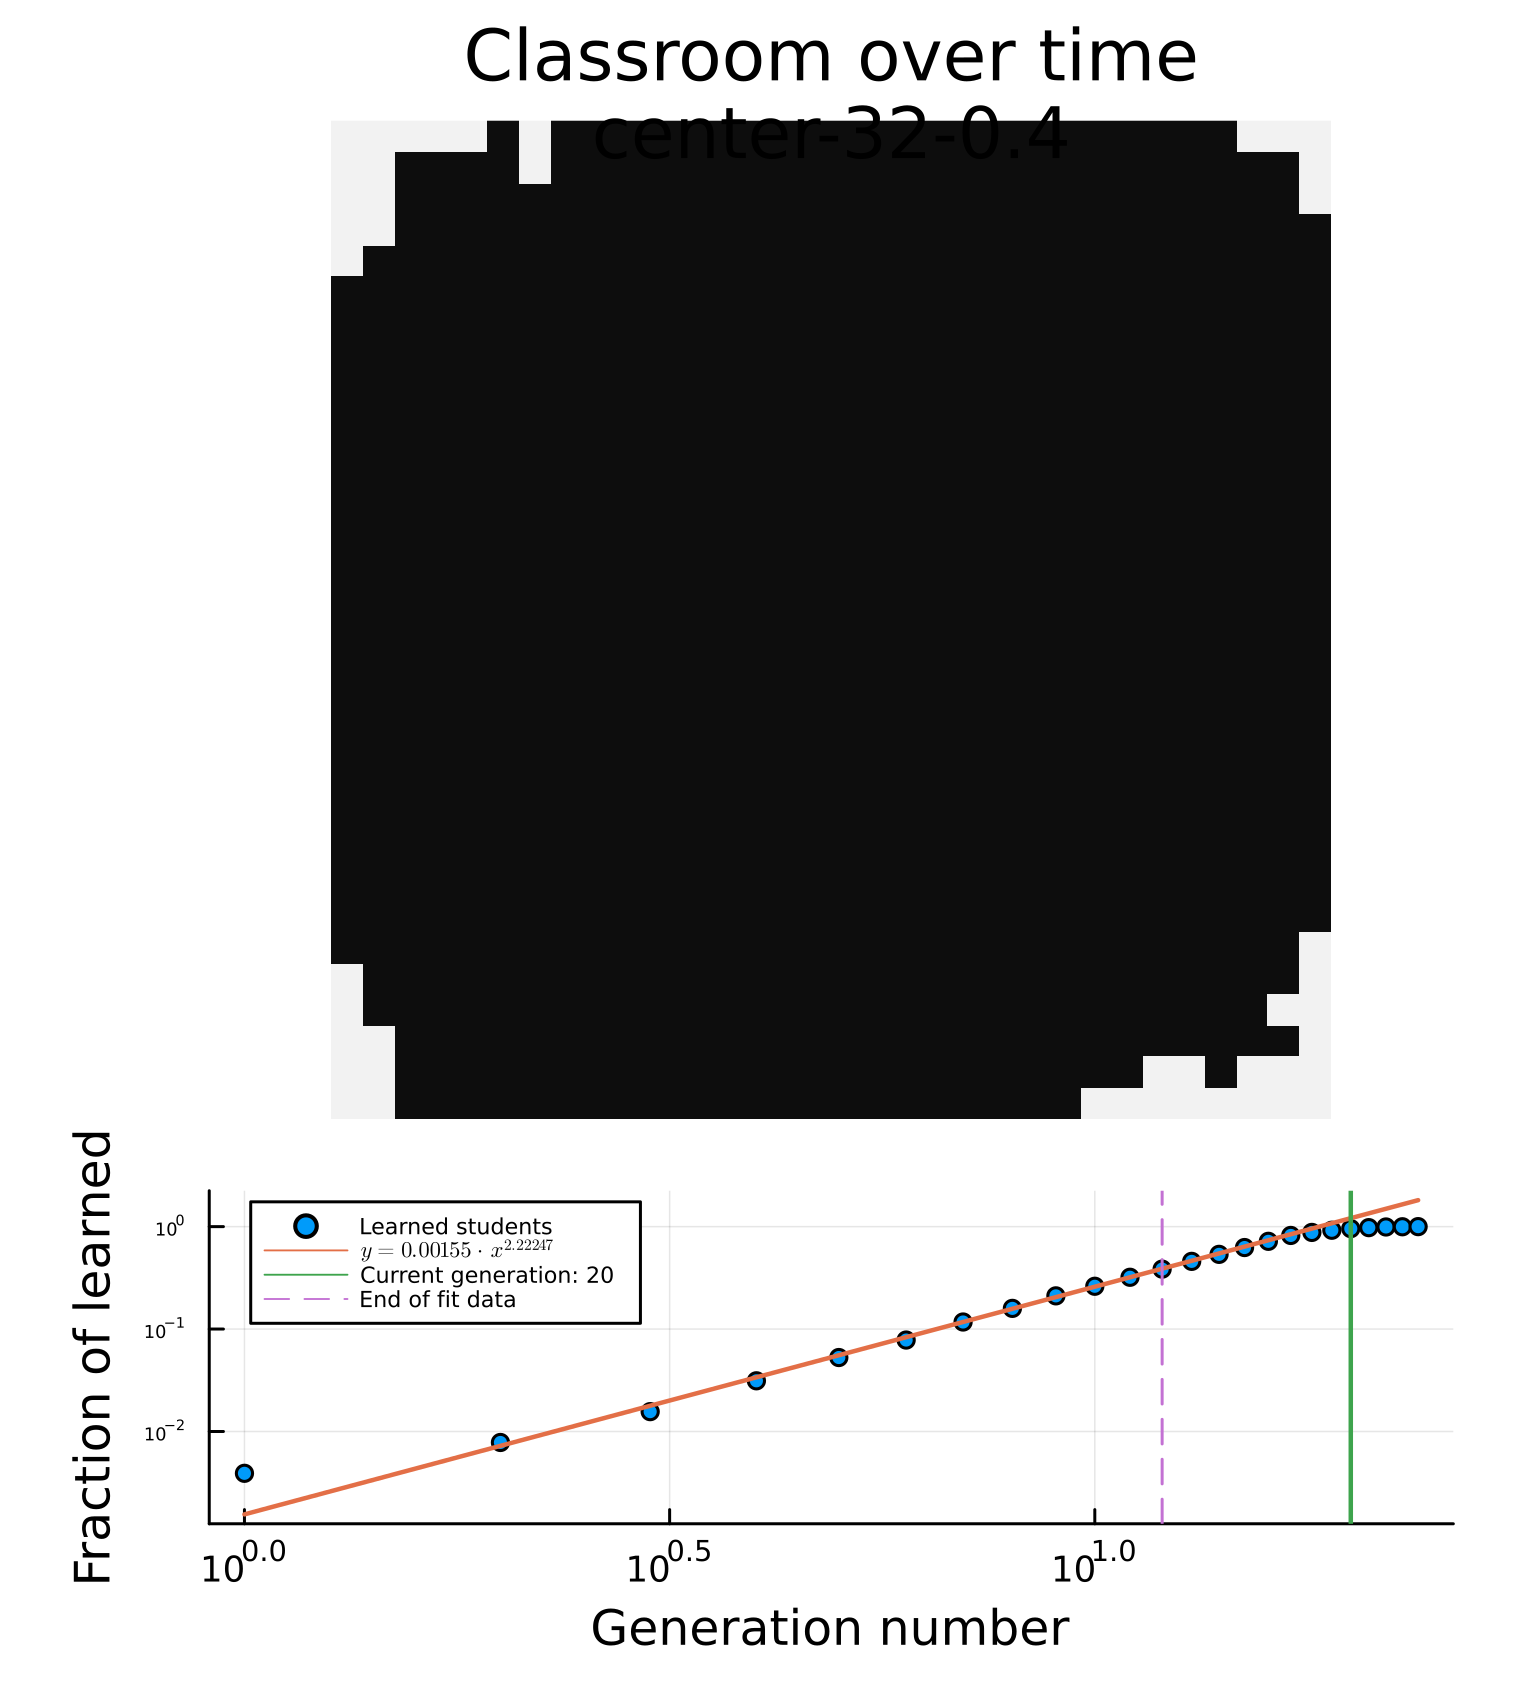 Classroom over time
center-32-0.4
Fraction of learned
10⁰
10⁻¹
10⁻²
Learned students
y = 0.00155 · x^2.22247
Current generation: 20
End of fit data
10^0.0
10^0.5
10^1.0
Generation number